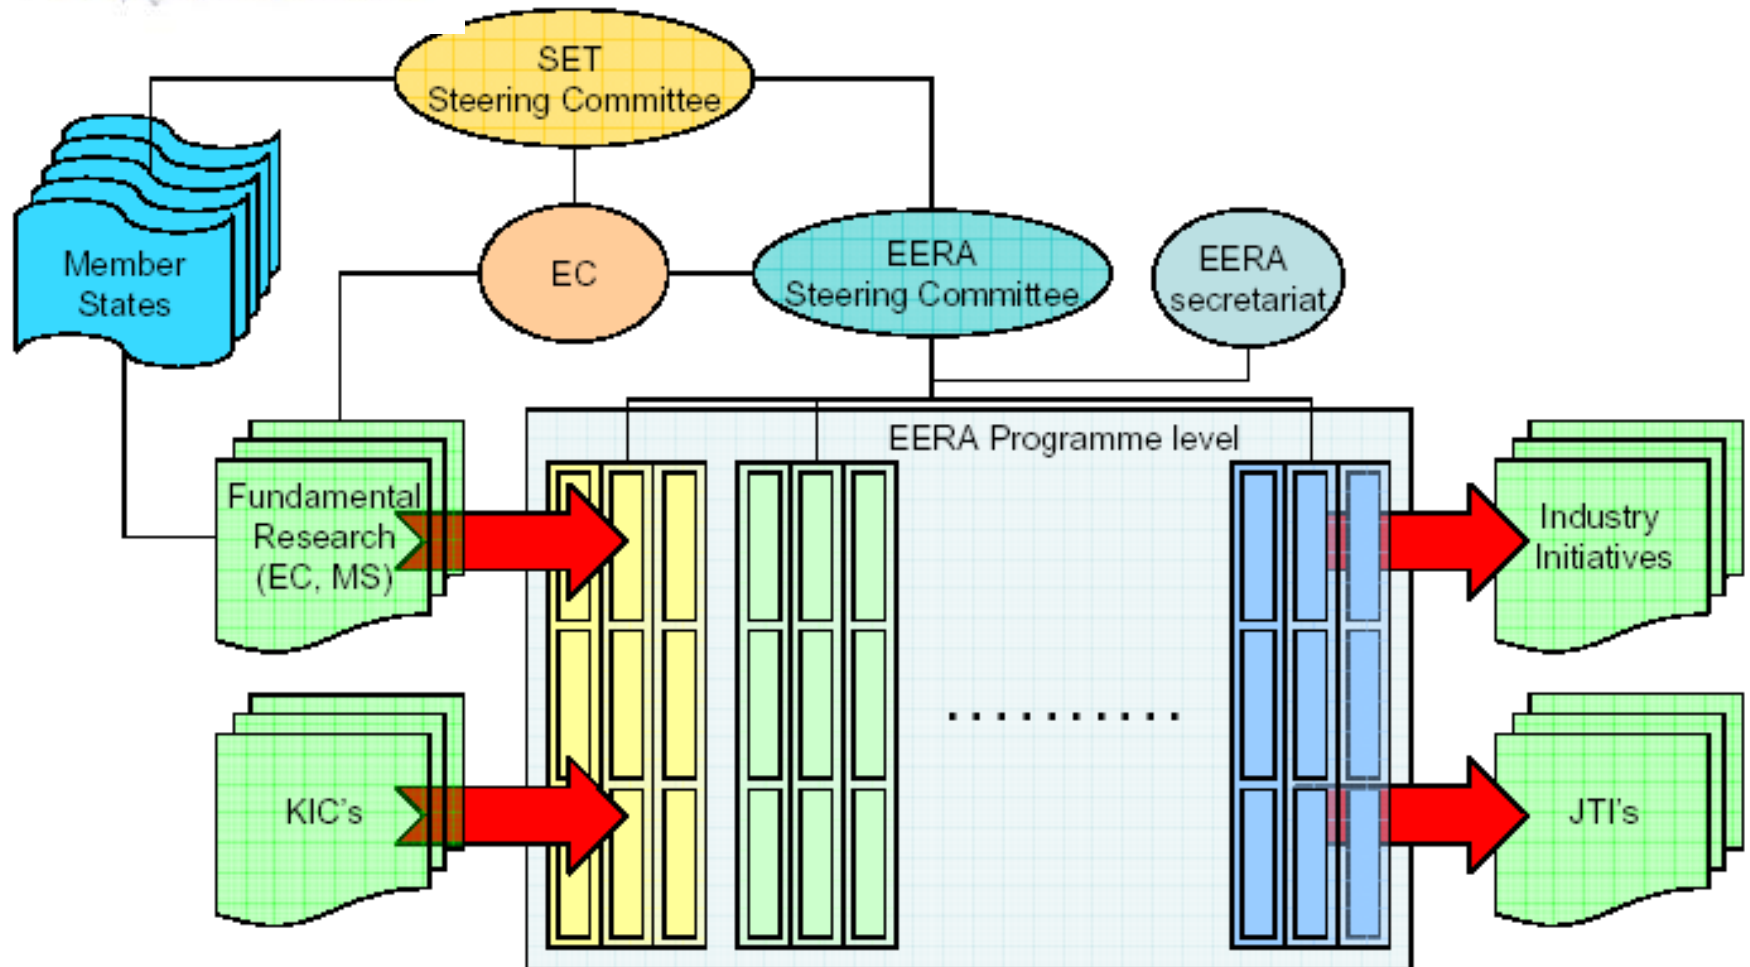 SET
Steering Committee
Member
States
EC
EERA
Steering Committee
EERA
secretariat
EERA Programme level
Fundamental
Research
(EC, MS)
Industry
Initiatives
KIC's
..........
JTI's